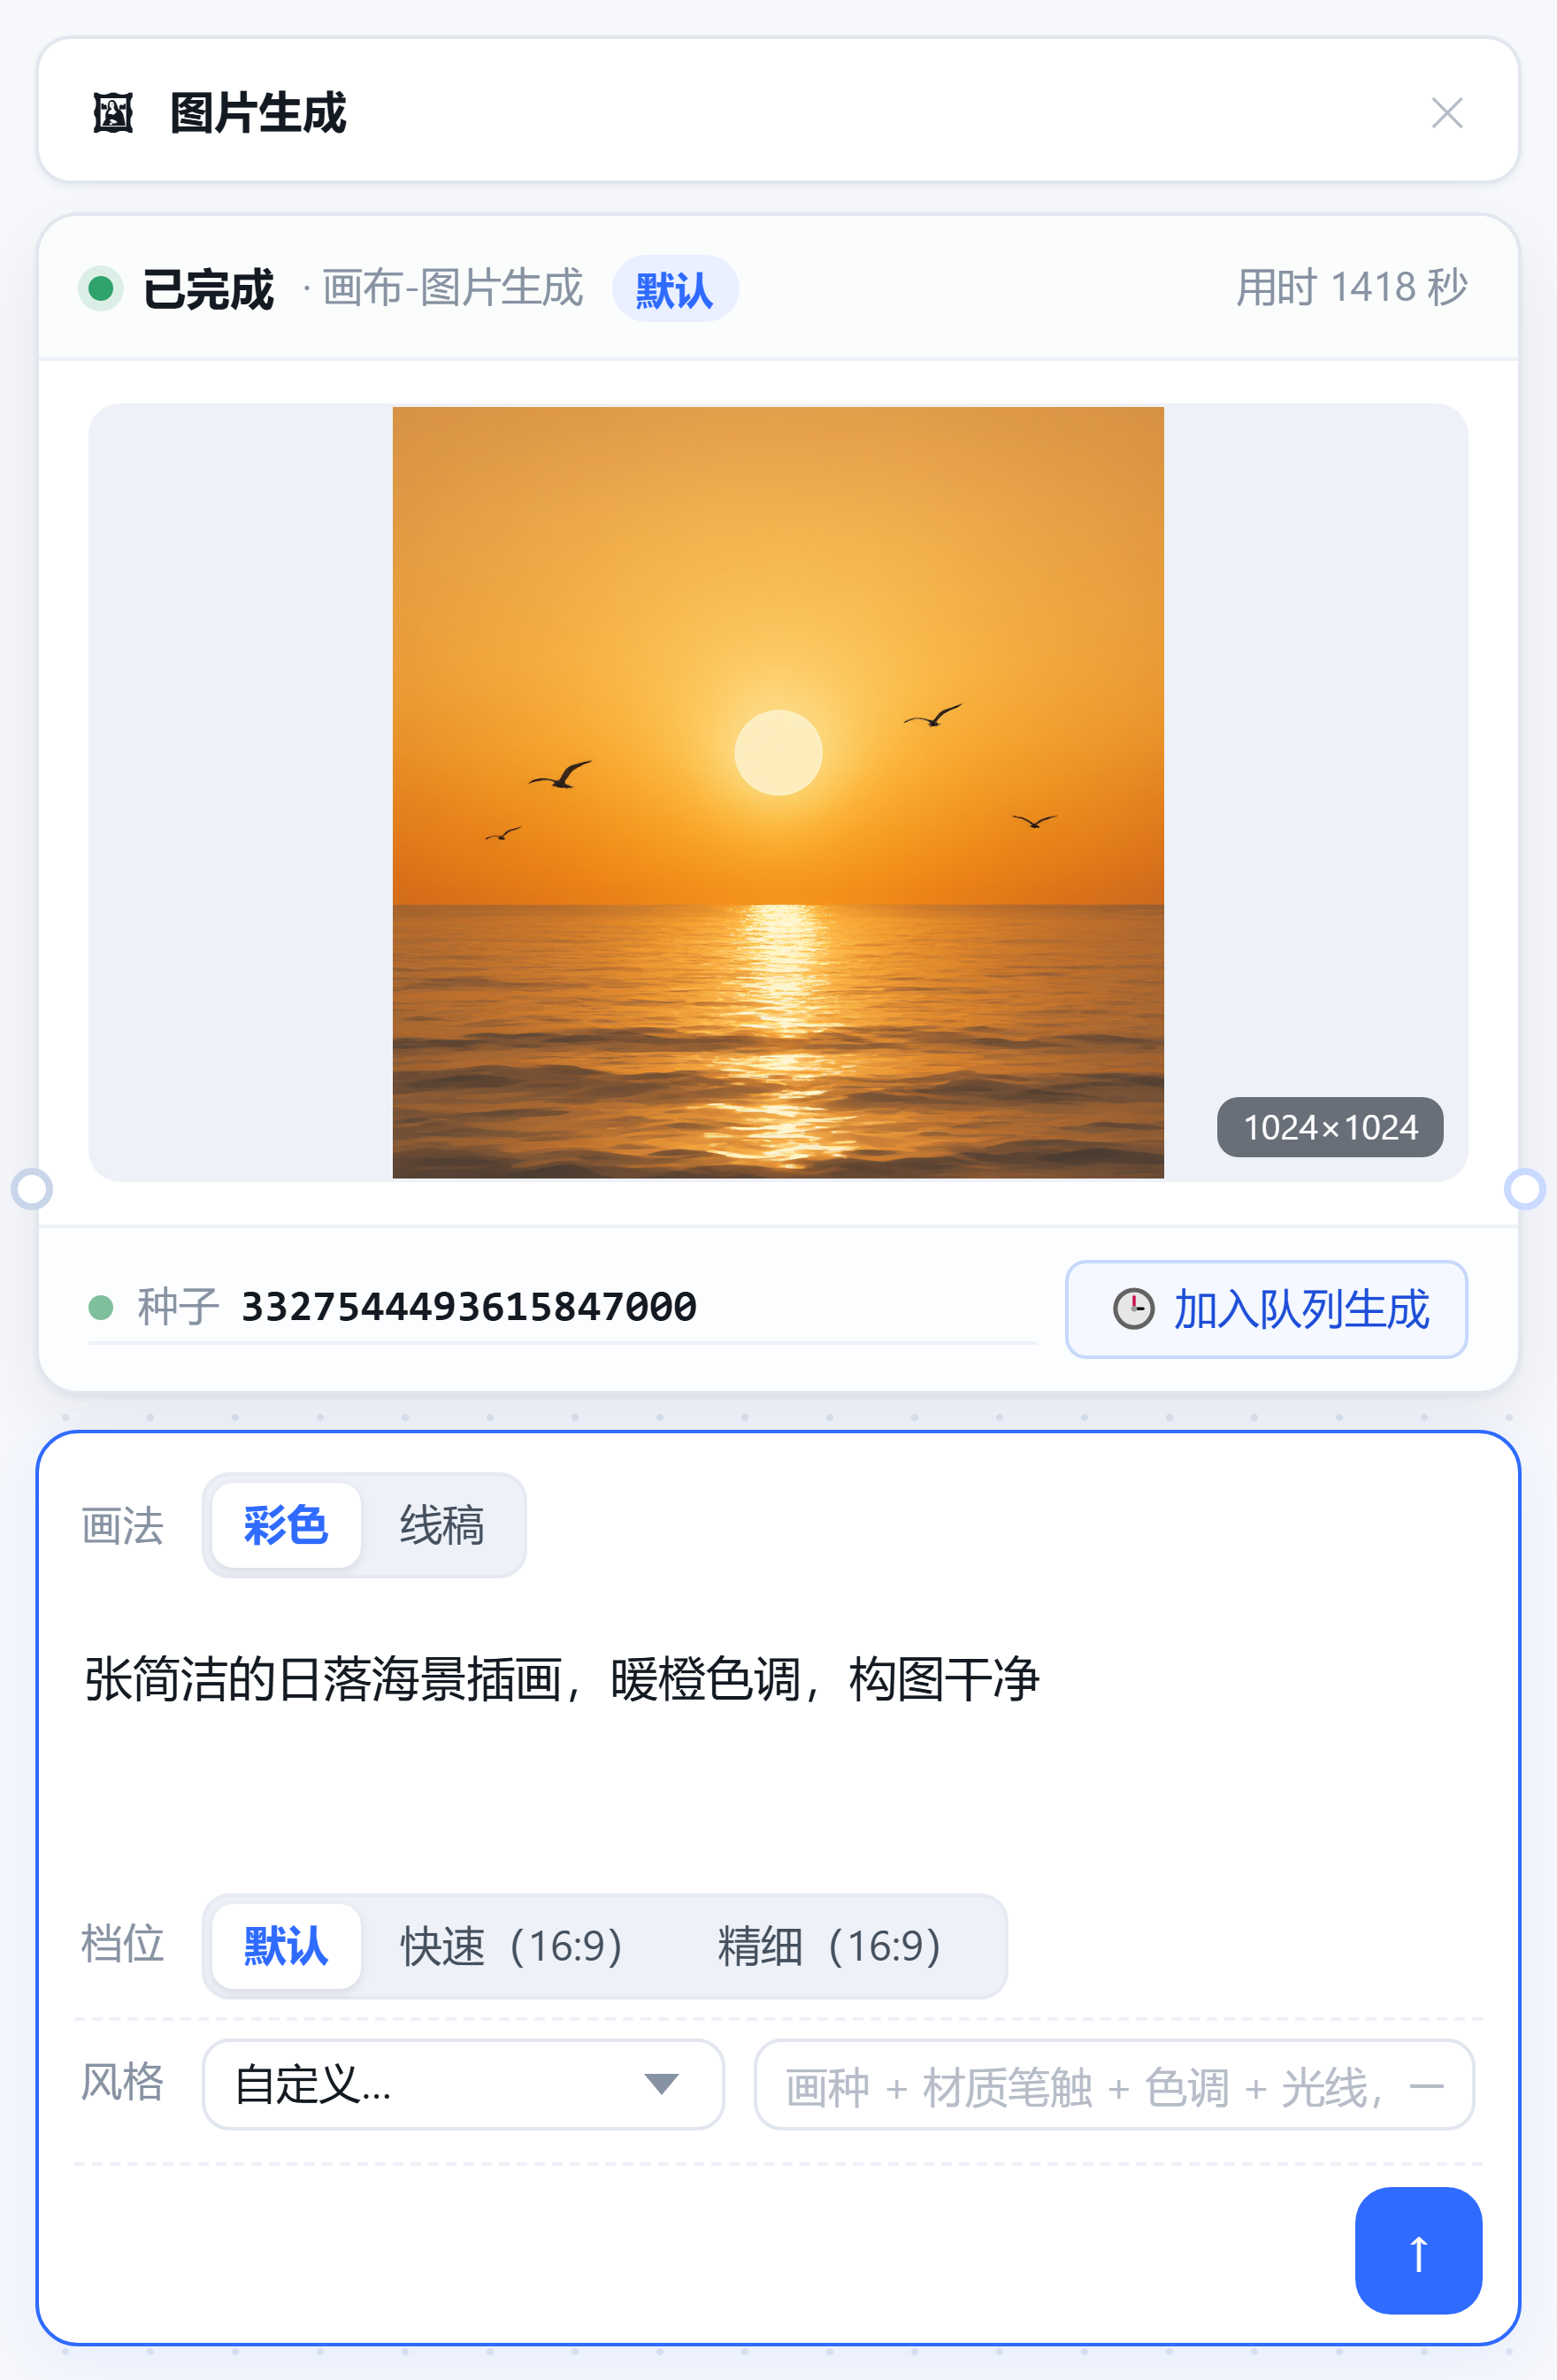 图片生成
已完成 · 画布-图片生成 默认 用时 1418 秒
1024×1024
种子 3327544493615847000 加入队列生成
画法 彩色 线稿
张简洁的日落海景插画，暖橙色调，构图干净
档位 默认 快速（16:9） 精细（16:9）
风格 自定义... 画种 + 材质笔触 + 色调 + 光线，一
↑